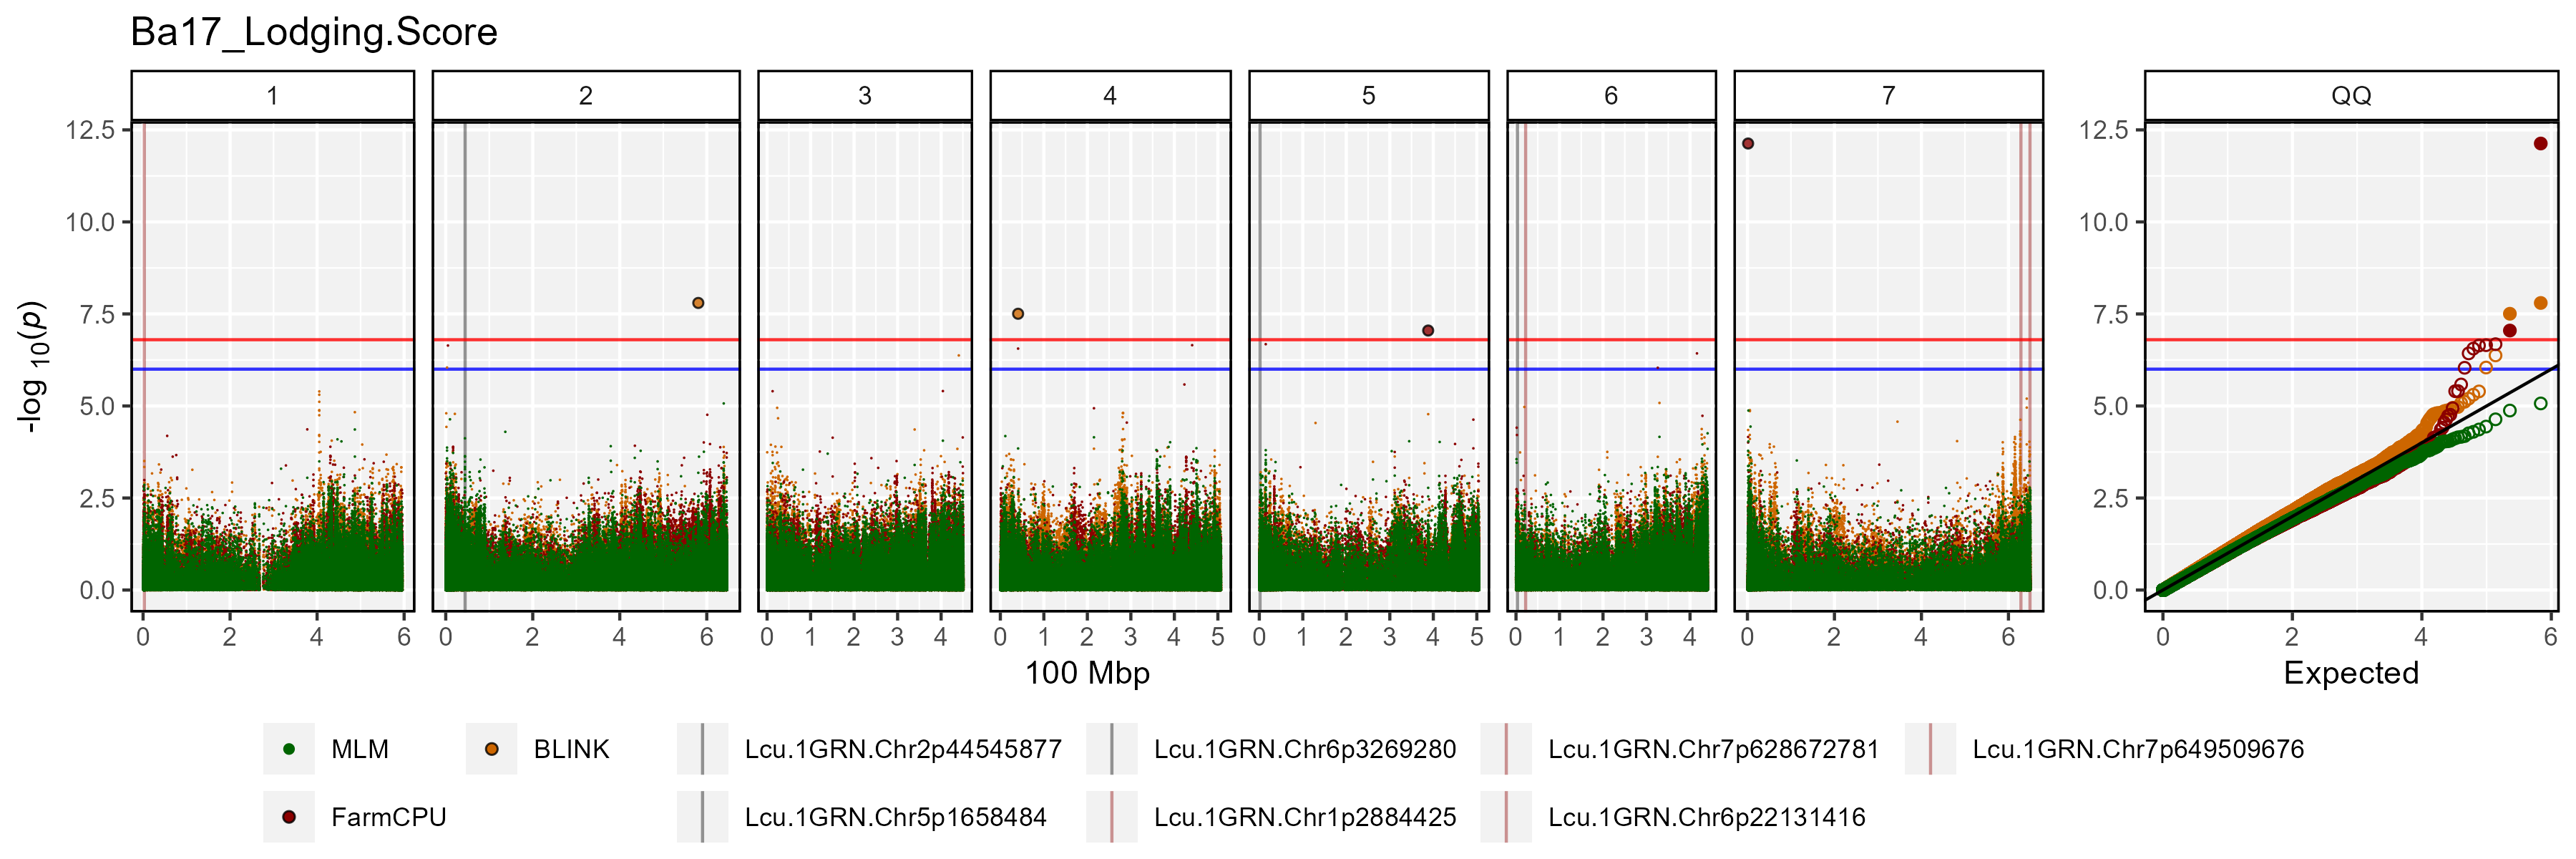 Ba17_Lodging.Score
1 2 3 4 5 6 7 QQ
12.5 12.5
10.0 10.0
7.5 7.5
5.0 5.0
2.5 2.5
0.0 0.0
-log 10(p)
0 2 4 6 0 2 4 6 0 1 2 3 4 0 1 2 3 4 5 0 1 2 3 4 5 0 1 2 3 4 0 2 4 6 0 2 4 6
100 Mbp Expected
MLM BLINK Lcu.1GRN.Chr2p44545877 Lcu.1GRN.Chr6p3269280 Lcu.1GRN.Chr7p628672781 Lcu.1GRN.Chr7p649509676
FarmCPU Lcu.1GRN.Chr5p1658484 Lcu.1GRN.Chr1p2884425 Lcu.1GRN.Chr6p22131416